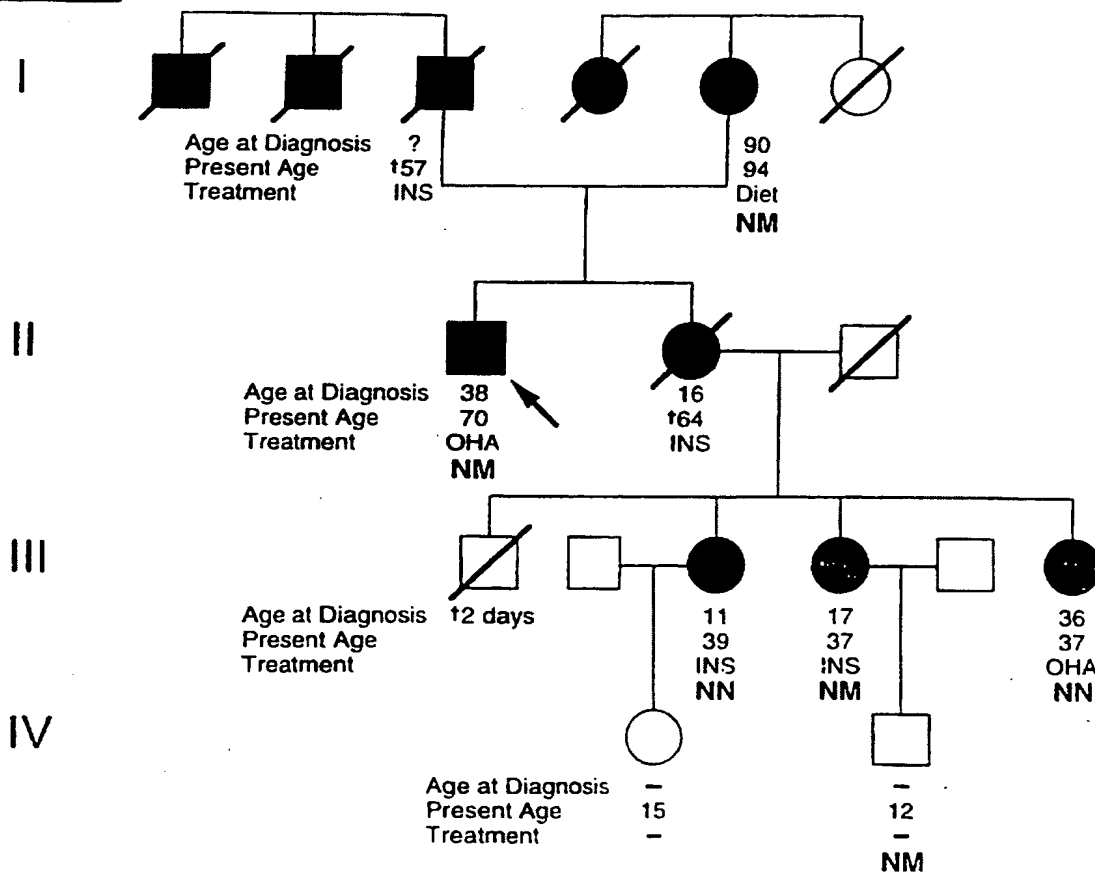 I
Age at Diagnosis ? 90
Present Age †57 94
Treatment INS Diet
NM
II
Age at Diagnosis 38 16
Present Age 70 †64
Treatment OHA INS
NM
III
Age at Diagnosis †2 days 11 17 36
Present Age 39 37 37
Treatment INS INS OHA
NN NM NN
IV
Age at Diagnosis – –
Present Age 15 12
Treatment – –
NM